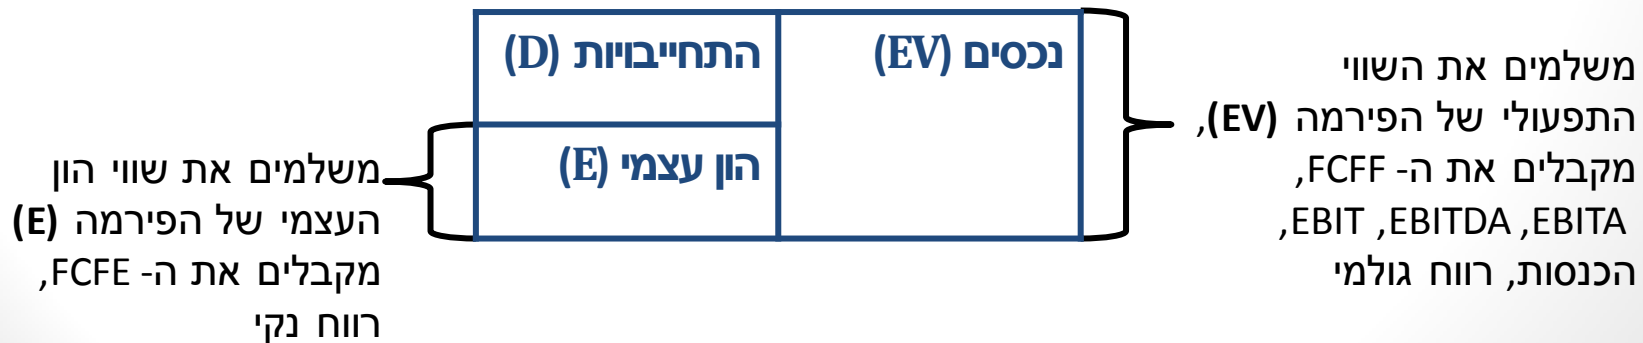 נכסים (EV)
התחייבויות (D)
הון עצמי (E)
משלמים את השווי
התפעולי של הפירמה (EV),
מקבלים את ה- FCFF,
EBIT ,EBITDA ,EBITA,
הכנסות, רווח גולמי
משלמים את שווי הון
העצמי של הפירמה (E)
מקבלים את ה- FCFE,
רווח נקי